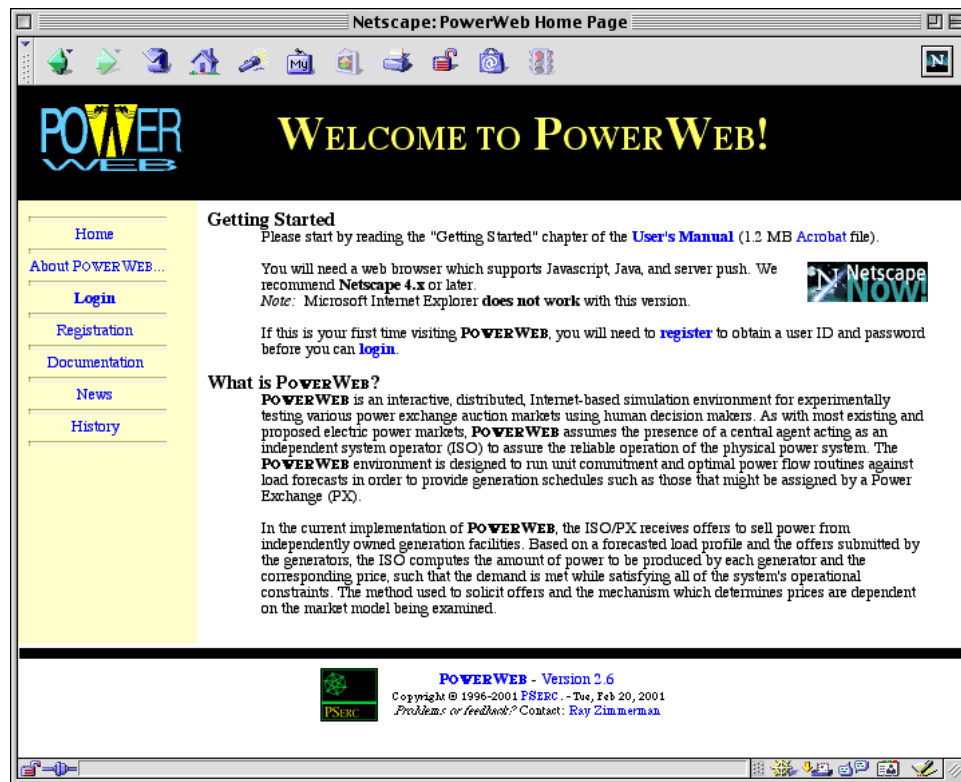 Netscape: PowerWeb Home Page
My
N
POWER
WEB
WELCOME TO POWERWEB!
Home
About POWERWEB...
Login
Registration
Documentation
News
History
Getting Started
Please start by reading the "Getting Started" chapter of the User's Manual (1.2 MB Acrobat file).
You will need a web browser which supports Javascript, Java, and server push. We
recommend Netscape 4.x or later.
Note: Microsoft Internet Explorer does not work with this version.
N Netscape
NOW!
If this is your first time visiting POWERWEB, you will need to register to obtain a user ID and password
before you can login.
What is POWERWEB?
POWERWEB is an interactive, distributed, Internet-based simulation environment for experimentally
testing various power exchange auction markets using human decision makers. As with most existing and
proposed electric power markets, POWERWEB assumes the presence of a central agent acting as an
independent system operator (ISO) to assure the reliable operation of the physical power system. The
POWERWEB environment is designed to run unit commitment and optimal power flow routines against
load forecasts in order to provide generation schedules such as those that might be assigned by a Power
Exchange (PX).
In the current implementation of POWERWEB, the ISO/PX receives offers to sell power from
independently owned generation facilities. Based on a forecasted load profile and the offers submitted by
the generators, the ISO computes the amount of power to be produced by each generator and the
corresponding price, such that the demand is met while satisfying all of the system's operational
constraints. The method used to solicit offers and the mechanism which determines prices are dependent
on the market model being examined.
PSERC
POWERWEB - Version 2.6
Copyright © 1996-2001 PSERC. - Tue, Feb 20, 2001
Problems or feedback? Contact: Ray Zimmerman